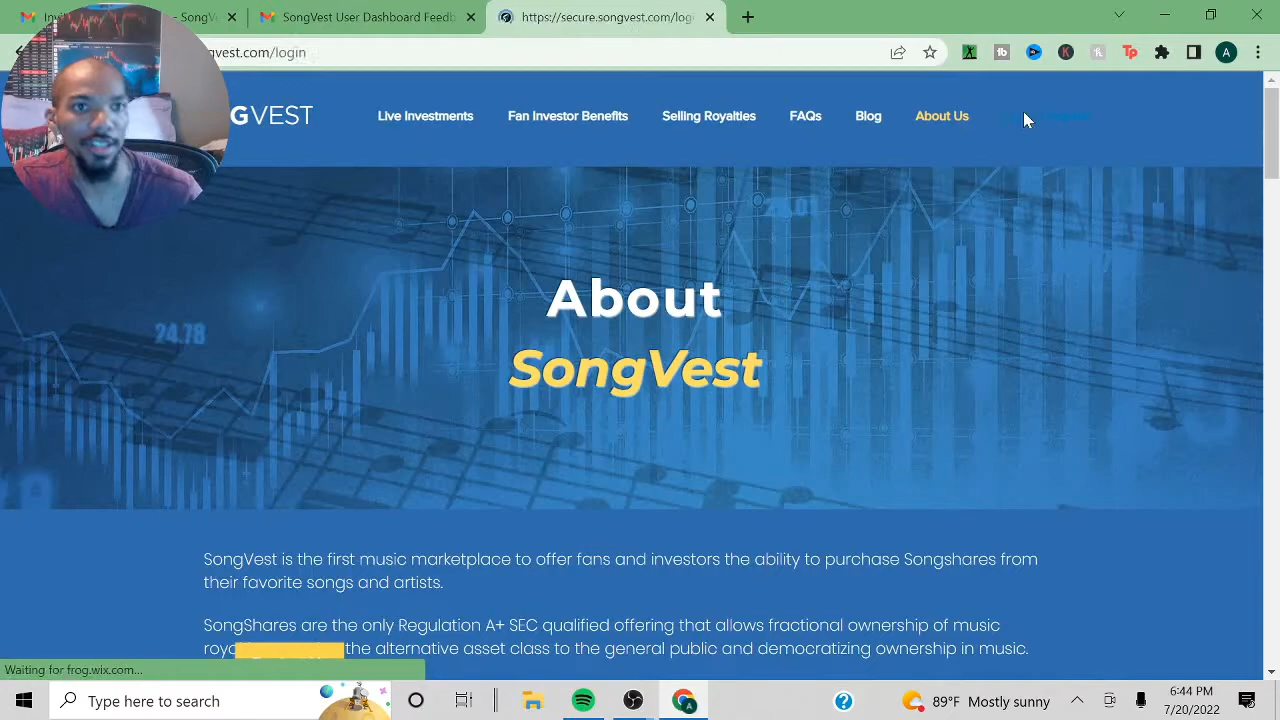 SongVest User Dashboard Feedb
https://secure.songvest.com/logi
vest.com/login
GVEST
Live Investments
Fan Investor Benefits
Selling Royalties
FAQs
Blog
About Us
24.78
About
SongVest
SongVest is the first music marketplace to offer fans and investors the ability to purchase Songshares from
their favorite songs and artists.
SongShares are the only Regulation A+ SEC qualified offering that allows fractional ownership of music
the alternative asset class to the general public and democratizing ownership in music.
Waiting for frog.wix.com...
Type here to search
89°F Mostly sunny
6:44 PM
7/20/2022